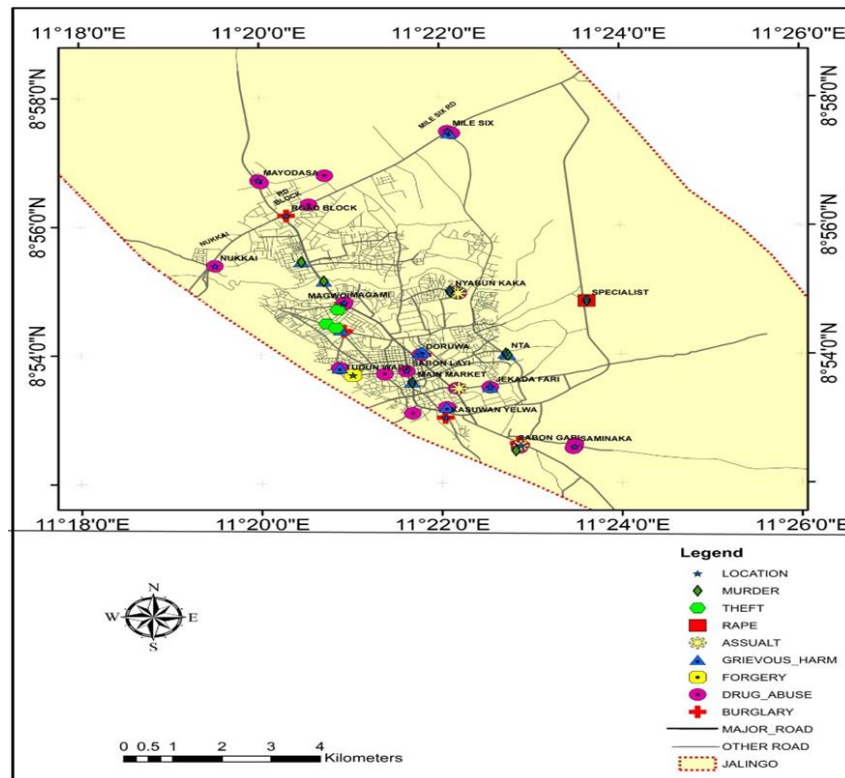 11°18'0"E 11°20'0"E 11°22'0"E 11°24'0"E 11°26'0"E
8°58'0"N 8°58'0"N
MILE SIX RD
MILE SIX
MAYODASA
RD BLOCK
ROAD BLOCK
8°56'0"N 8°56'0"N
NUKKAI
NUKKAI
NYABUN KAKA
SPECIALIST
MAGWOIMAGAMI
DORUWA
NTA
8°54'0"N 8°54'0"N
SABON LAYI
MAIN MARKET
JEKADA FARI
KASUWAN YELWA
SABON GARI
SAMINAKA
11°18'0"E 11°20'0"E 11°22'0"E 11°24'0"E 11°26'0"E
Legend
LOCATION
MURDER
THEFT
RAPE
ASSUALT
GRIEVOUS_HARM
FORGERY
DRUG_ABUSE
BURGLARY
MAJOR_ROAD
OTHER ROAD
JALINGO
N
W E
S
0 0.5 1 2 3 4
Kilometers